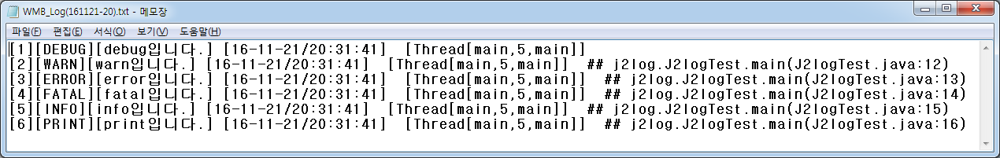 WMB_Log(161121-20).txt - 메모장
파일(F) 편집(E) 서식(O) 보기(V) 도움말(H)
[1][DEBUG][debug입니다.] [16-11-21/20:31:41]  [Thread[main,5,main]]
[2][WARN][warn입니다.] [16-11-21/20:31:41]  [Thread[main,5,main]]  ## j2log.J2logTest.main(J2logTest.java:12)
[3][ERROR][error입니다.] [16-11-21/20:31:41]  [Thread[main,5,main]]  ## j2log.J2logTest.main(J2logTest.java:13)
[4][FATAL][fatal입니다.] [16-11-21/20:31:41]  [Thread[main,5,main]]  ## j2log.J2logTest.main(J2logTest.java:14)
[5][INFO][info입니다.] [16-11-21/20:31:41]  [Thread[main,5,main]]  ## j2log.J2logTest.main(J2logTest.java:15)
[6][PRINT][print입니다.] [16-11-21/20:31:41]  [Thread[main,5,main]]  ## j2log.J2logTest.main(J2logTest.java:16)